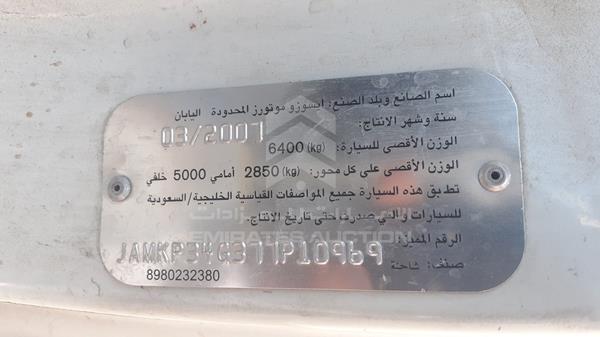 اسم الصانع وبلد الصنع: ايسوزو موتورز المحدودة اليابان
سنة وشهر الانتاج:
03/2007
الوزن الأقصى للسيارة: (kg) 6400
الوزن الأقصى على كل محور: (kg) 2850 أمامي 5000 خلفي
تطابق هذه السيارة جميع المواصفات القياسية الخليجية/السعودية
للسيارات والتي صدرت حتى تاريخ الانتاج.
الرقم المميز:
JAMKP34G377P10969
صنف: شاحنة
8980232380
EMIRATES AUCTION